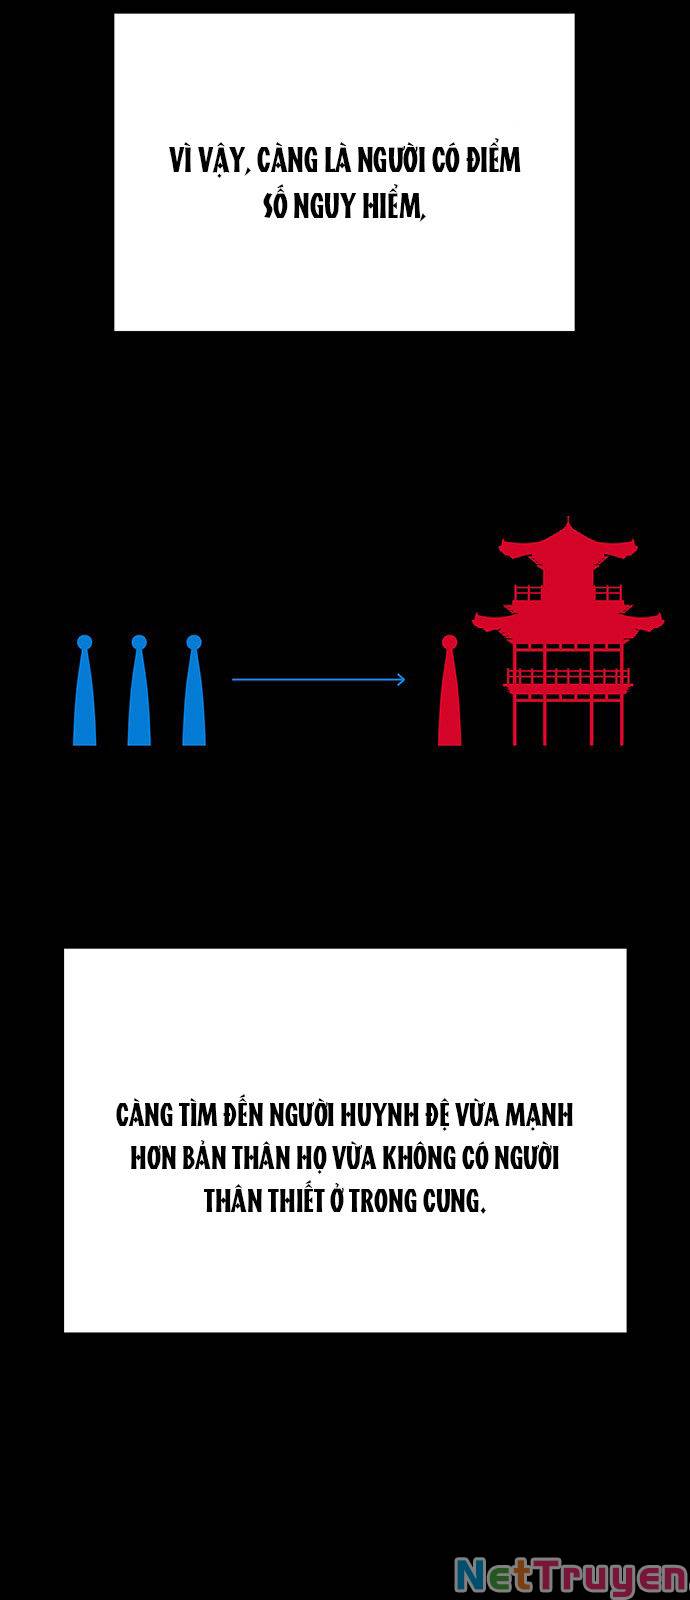 VÌ VẬY, CÀNG LÀ NGƯỜI CÓ ĐIỂM
SỐ NGUY HIỂM,
CÀNG TÌM ĐẾN NGƯỜI HUYNH ĐỆ VỪA MẠNH
HƠN BẢN THÂN HỌ VỪA KHÔNG CÓ NGƯỜI
THÂN THIẾT Ở TRONG CUNG.
NetTruyen